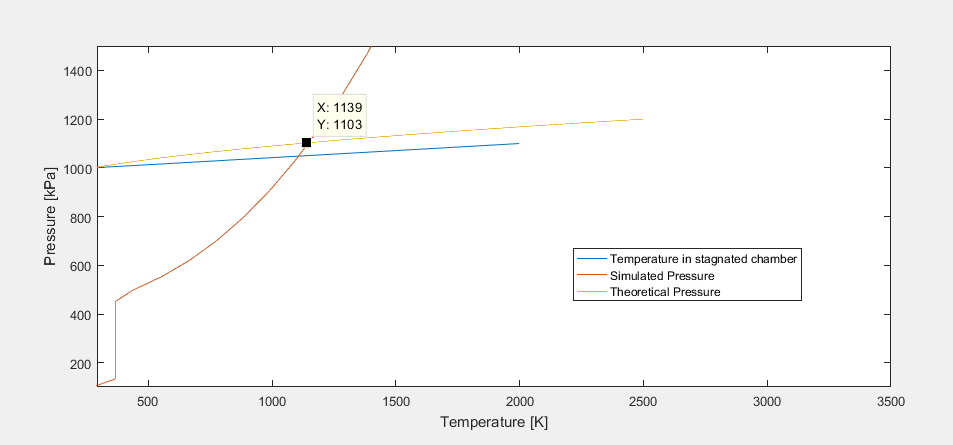 1400
1200
1000
800
600
400
200
Pressure [kPa]
X: 1139
Y: 1103
Temperature in stagnated chamber
Simulated Pressure
Theoretical Pressure
500
1000
1500
2000
2500
3000
3500
Temperature [K]